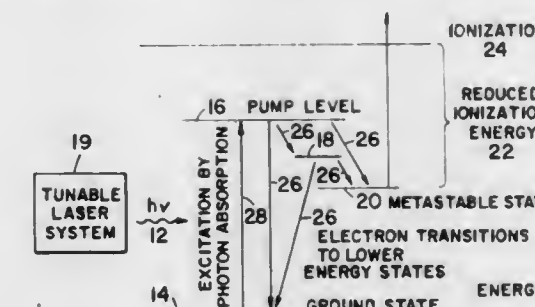 IONIZATIO
24
REDUCED
IONIZATION
ENERGY
22
16 PUMP LEVEL
26 18 26
26
20 METASTABLE STAT
19
TUNABLE
LASER
SYSTEM
hν
12
EXCITATION BY
PHOTON ABSORPTION
28
26
26
ELECTRON TRANSITIONS
TO LOWER
ENERGY STATES
14
GROUND STATE
ENERG